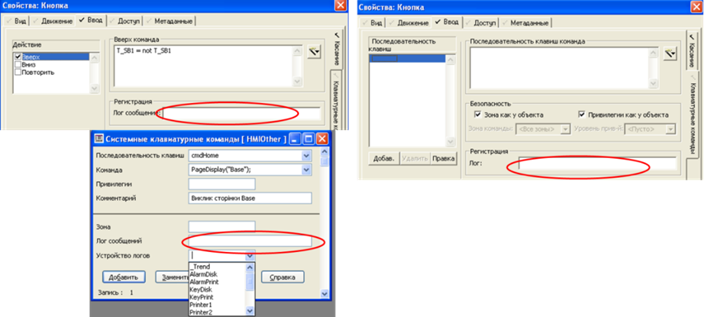 Свойства: Кнопка
Вид
Движение
Ввод
Доступ
Метаданные
Действие
Вверх
Вниз
Повторить
Вверх команда
T_SB1 = not T_SB1
Регистрация
Лог сообщений
Касание
Клавиатурные ко
Свойства: Кнопка
Вид
Движение
Ввод
Доступ
Метаданные
Последовательность
клавиш
Последовательность клавиш команда
Безопасность
Зона как у объекта
Привилегии как у объекта
Зона команды:
<Все зоны>
Уровень прив-й:
<Пусто>
Добав.
Удалить
Правка
Регистрация
Лог:
Касание
Клавиатурные команды
Системные клавиатурные команды [ HMIOther ]
Последовательность клавиш
cmdHome
Команда
PageDisplay("Base");
Привилегии
Комментарий
Виклик сторінки Base
Зона
Лог сообщений
Устройство логов
_Trend
AlarmDisk
AlarmPrint
KeyDisk
KeyPrint
Printer1
Printer2
Добавить
Заменит
Справка
Запись : 1